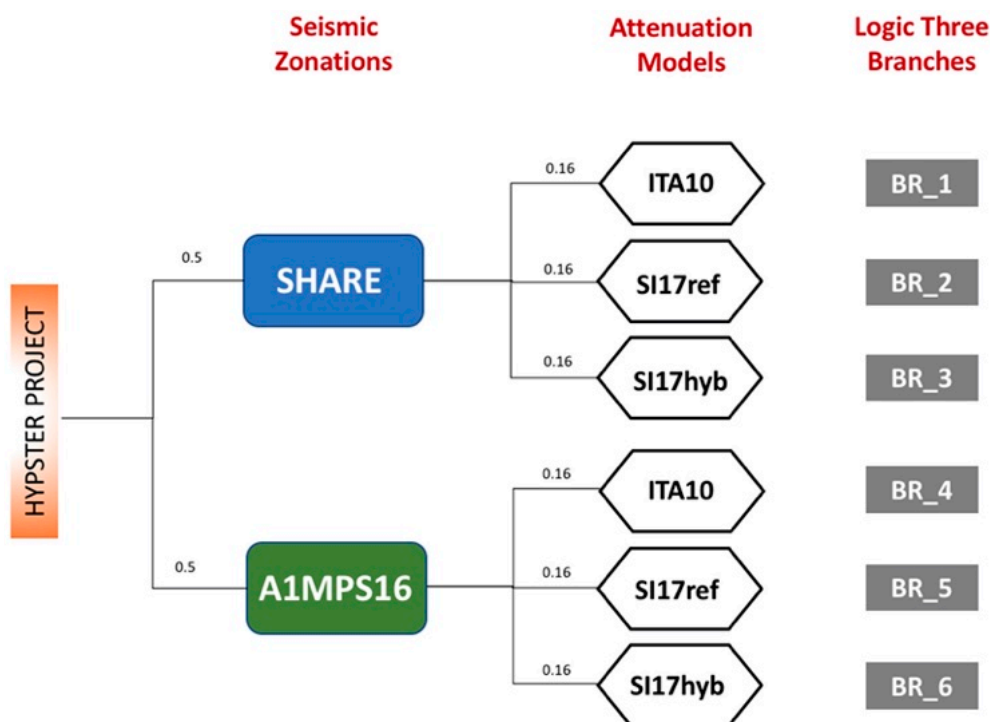 Seismic
Zonations
Attenuation
Models
Logic Three
Branches
HYPSTER PROJECT
0.5
SHARE
0.16
ITA10
BR_1
0.16
SI17ref
BR_2
0.16
SI17hyb
BR_3
0.5
A1MPS16
0.16
ITA10
BR_4
0.16
SI17ref
BR_5
0.16
SI17hyb
BR_6